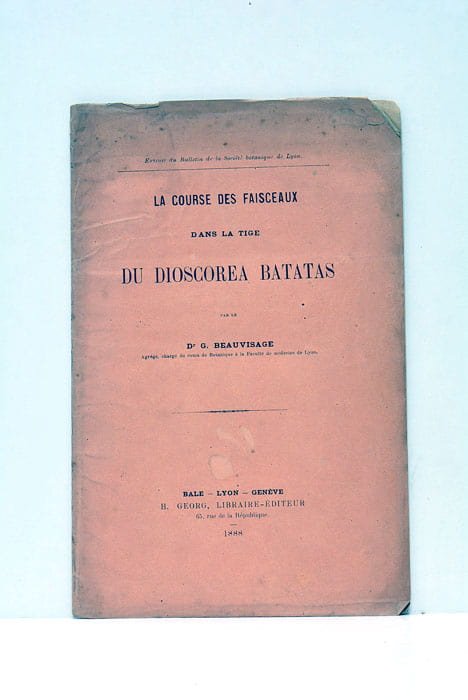 Extrait du Bulletin de la Société botanique de Lyon.
LA COURSE DES FAISCEAUX
DANS LA TIGE
DU DIOSCOREA BATATAS
PAR LE
Dr G. BEAUVISAGE
Agrégé, chargé du cours de Botanique à la Faculté de médecine de Lyon.
BALE — LYON — GENÈVE
H. GEORG, LIBRAIRE-ÉDITEUR
65, rue de la République.
1888